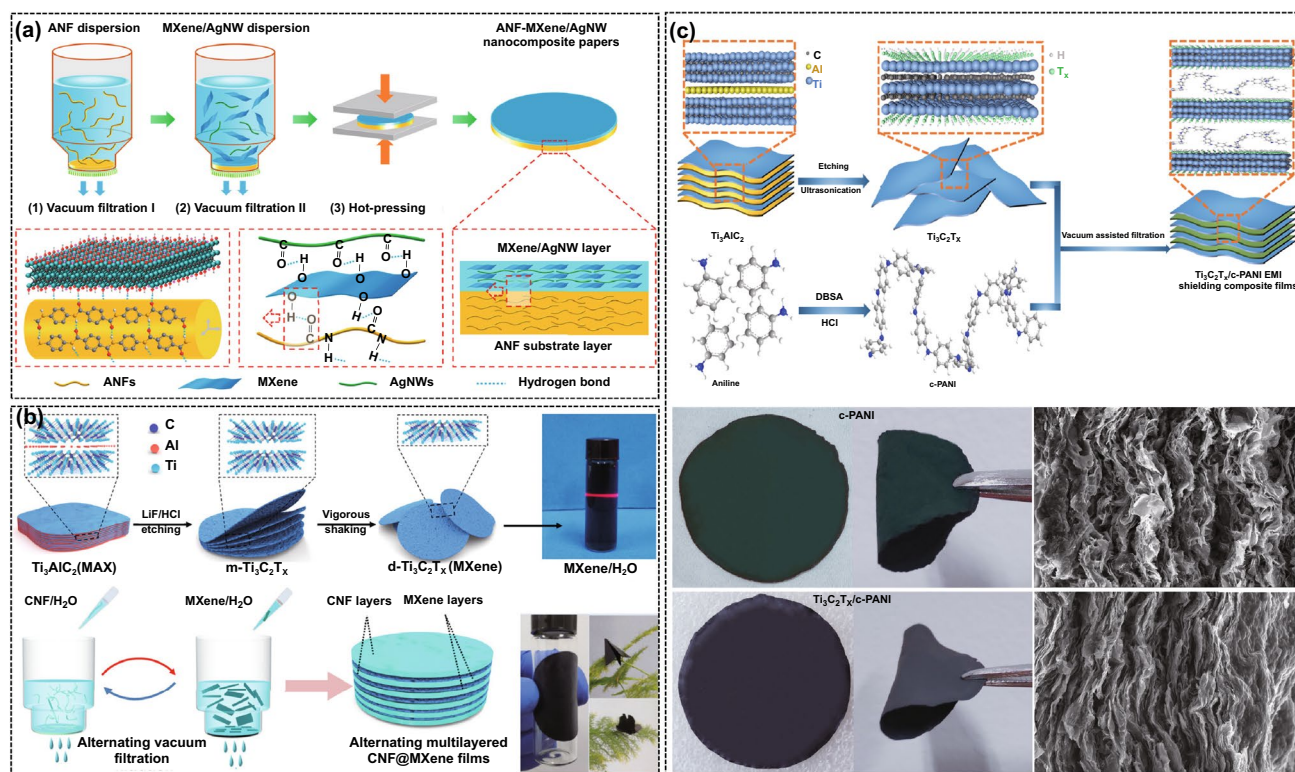 (a)
ANF dispersion
MXene/AgNW dispersion
ANF-MXene/AgNW
nanocomposite papers
(1) Vacuum filtration I
(2) Vacuum filtration II
(3) Hot-pressing
C
O
H
O
C
O
H
O
C
O
H
O
O
H
O
C
N
H
H
O
O
C
N
H
MXene/AgNW layer
ANF substrate layer
ANFs
MXene
AgNWs
Hydrogen bond
(b)
C
Al
Ti
LiF/HCl
etching
Vigorous
shaking
Ti₃AlC₂(MAX)
m-Ti₃C₂Tₓ
d-Ti₃C₂Tₓ (MXene)
MXene/H₂O
CNF/H₂O
MXene/H₂O
CNF layers
MXene layers
Alternating vacuum
filtration
Alternating multilayered
CNF@MXene films
(c)
C
Al
Ti
H
Tₓ
Etching
Ultrasonication
Ti₃AlC₂
Ti₃C₂Tₓ
Vacuum assisted filtration
Ti₃C₂Tₓ/c-PANI EMI
shielding composite films
DBSA
HCl
Aniline
c-PANI
c-PANI
Ti₃C₂Tₓ/c-PANI